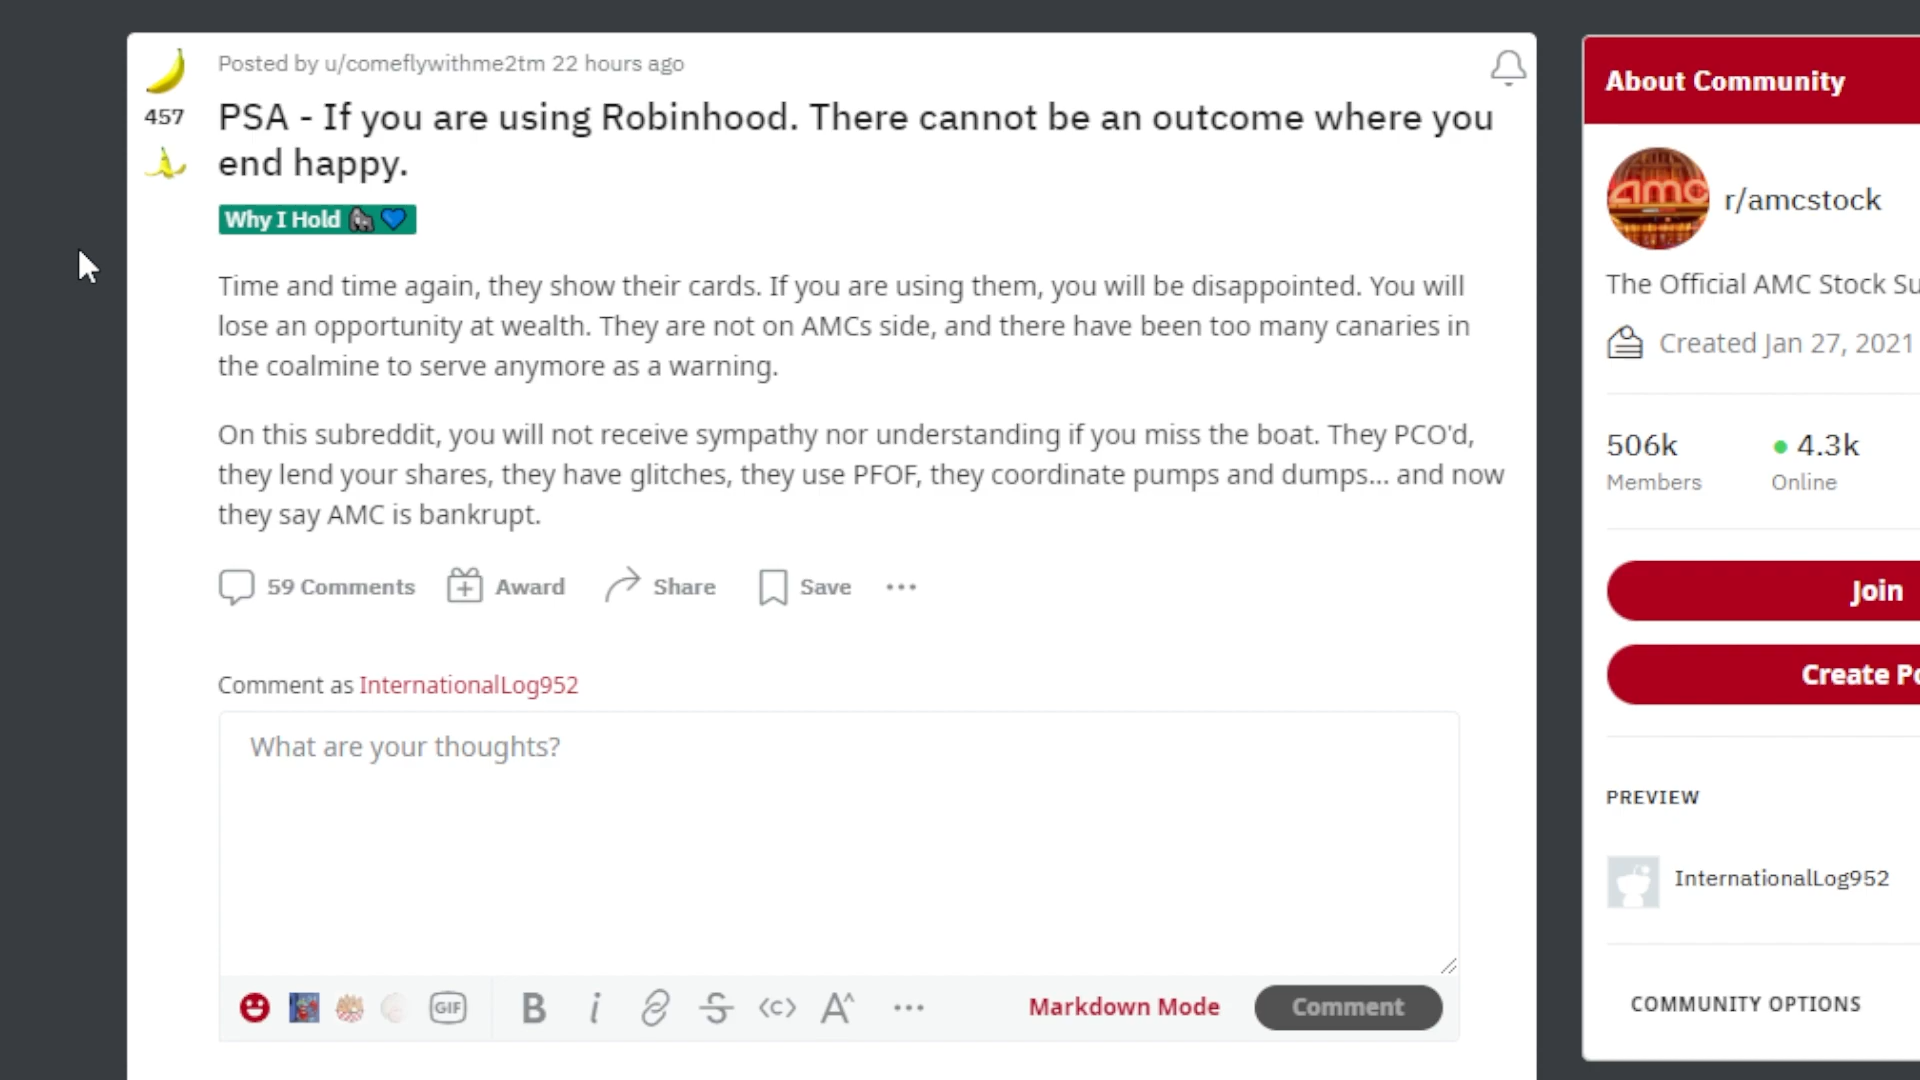 Posted by u/comeflywithme2tm 22 hours ago
457
PSA - If you are using Robinhood. There cannot be an outcome where you
end happy.
Why I Hold 🦍💙
Time and time again, they show their cards. If you are using them, you will be disappointed. You will
lose an opportunity at wealth. They are not on AMCs side, and there have been too many canaries in
the coalmine to serve anymore as a warning.
On this subreddit, you will not receive sympathy nor understanding if you miss the boat. They PCO'd,
they lend your shares, they have glitches, they use PFOF, they coordinate pumps and dumps... and now
they say AMC is bankrupt.
59 Comments Award Share Save
Comment as InternationalLog952
What are your thoughts?
GIF B i <c> A^ Markdown Mode Comment
About Community
amc
r/amcstock
The Official AMC Stock Su
Created Jan 27, 2021
506k 4.3k
Members Online
Join
Create Po
PREVIEW
InternationalLog952
COMMUNITY OPTIONS